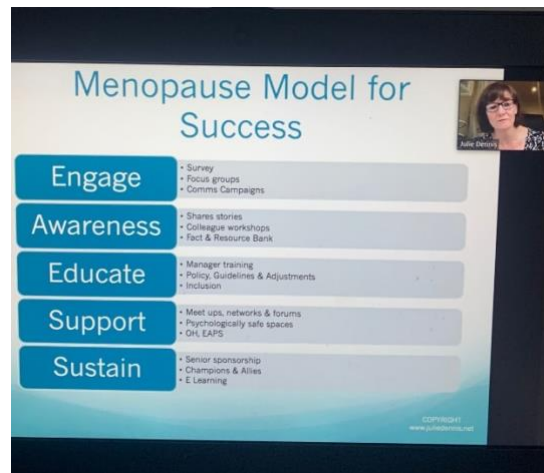 Menopause Model for
Success
Julie Dennis
Engage
• Survey
• Focus groups
• Comms Campaigns
Awareness
• Shares stories
• Colleague workshops
• Fact & Resource Bank
Educate
• Manager training
• Policy, Guidelines & Adjustments
• Inclusion
Support
• Meet ups, networks & forums
• Psychologically safe spaces
• OH, EAPS
Sustain
• Senior sponsorship
• Champions & Allies
• E Learning
COPYRIGHT
www.juliedennis.net